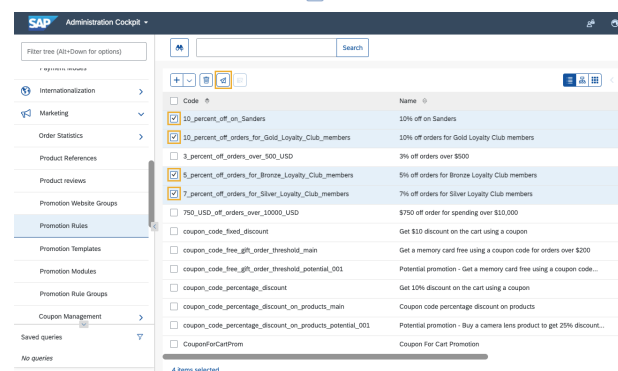 SAP Administration Cockpit
Filter tree (Alt+Down for options)
Search
Payment Modes
Internationalization
Marketing
Order Statistics
Product References
Product reviews
Promotion Website Groups
Promotion Rules
Promotion Templates
Promotion Modules
Promotion Rule Groups
Coupon Management
Saved queries
No queries
Code Name
10_percent_off_on_Sanders 10% off on Sanders
10_percent_off_orders_for_Gold_Loyalty_Club_members 10% off orders for Gold Loyalty Club members
3_percent_off_orders_over_500_USD 3% off orders over $500
5_percent_off_orders_for_Bronze_Loyalty_Club_members 5% off orders for Bronze Loyalty Club members
7_percent_off_orders_for_Sliver_Loyalty_Club_members 7% off orders for Sliver Loyalty Club members
750_USD_off_orders_over_10000_USD $750 off order for spending over $10,000
coupon_code_fixed_discount Get $10 discount on the cart using a coupon
coupon_code_free_gift_order_threshold_main Get a memory card free using a coupon code for orders over $200
coupon_code_free_gift_order_threshold_potential_001 Potential promotion - Get a memory card free using a coupon code...
coupon_code_percentage_discount Get 10% discount on the cart using a coupon
coupon_code_percentage_discount_on_products_main Coupon code percentage discount on products
coupon_code_percentage_discount_on_products_potential_001 Potential promotion - Buy a camera lens product to get 25% discount...
CouponForCartProm Coupon For Cart Promotion
4 items selected